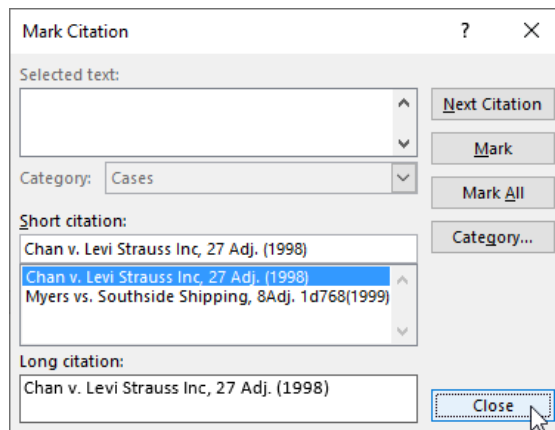 Mark Citation
Selected text:
Next Citation
Mark
Category: Cases
Mark All
Short citation:
Category...
Chan v. Levi Strauss Inc, 27 Adj. (1998)
Chan v. Levi Strauss Inc, 27 Adj. (1998)
Myers vs. Southside Shipping, 8Adj. 1d768(1999)
Long citation:
Chan v. Levi Strauss Inc, 27 Adj. (1998)
Close